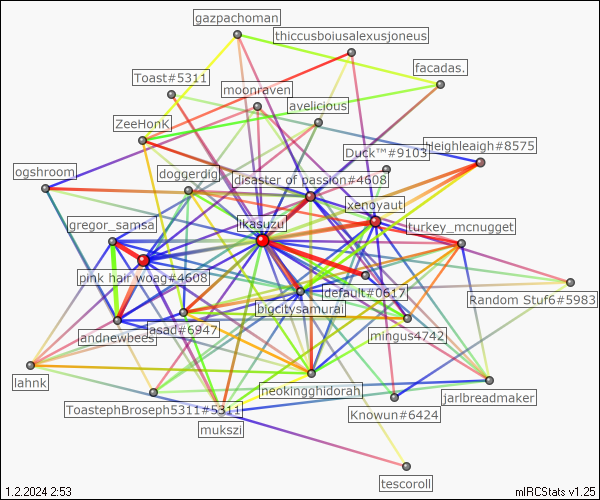 gazpachoman
thiccusboiusalexusjoneus
facadas.
Toast#5311
moonraven
avelicious
ZeeHonK
Duck™#9103
Heighleaigh#8575
ogshroom
doggerdig
disaster of passion#4608
xenoyaut
gregor_samsa
ikasuzu!
turkey_mcnugget
pink hair woag#4608
default#0617
Random Stuf6#5983
bigcitysamurai
andnewbees
asad#6947
mingus4742
lahnk
neokingghidorah
jarlbreadmaker
ToastephBroseph5311#5311
Knowun#6424
mukszi
tescoroll
1.2.2024 2:53
mIRCStats v1.25